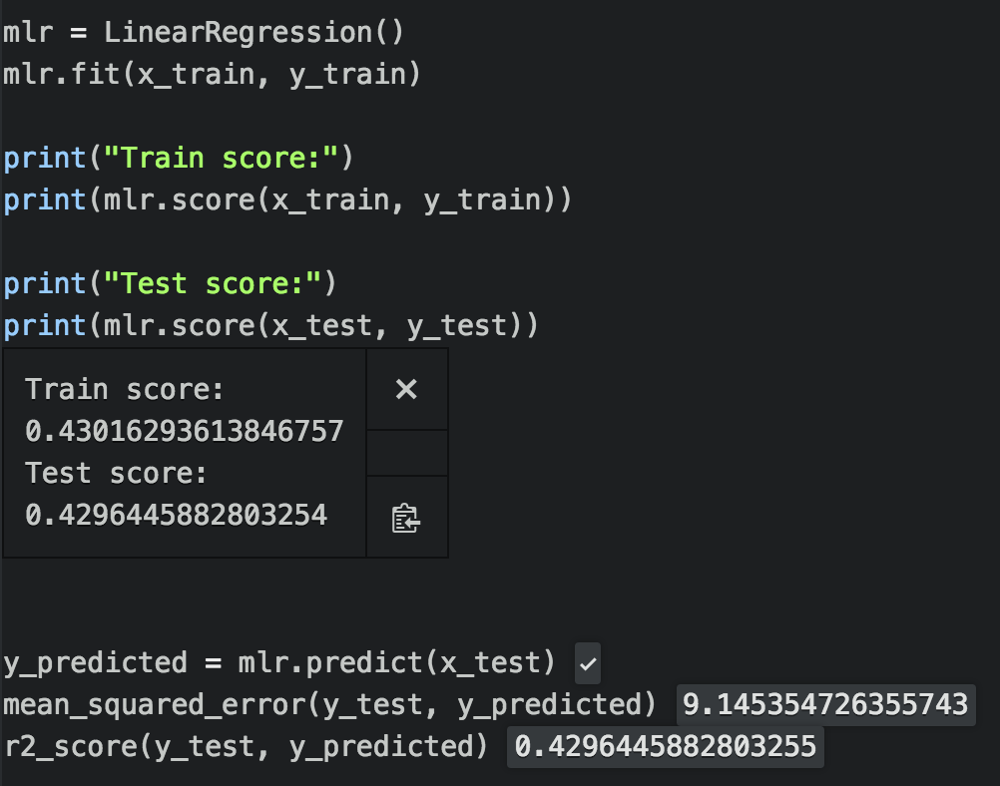 mlr = LinearRegression()
mlr.fit(x_train, y_train)
print("Train score:")
print(mlr.score(x_train, y_train))
print("Test score:")
print(mlr.score(x_test, y_test))
Train score:
0.43016293613846757
Test score:
0.4296445882803254
y_predicted = mlr.predict(x_test)
mean_squared_error(y_test, y_predicted) 9.145354726355743
r2_score(y_test, y_predicted) 0.4296445882803255